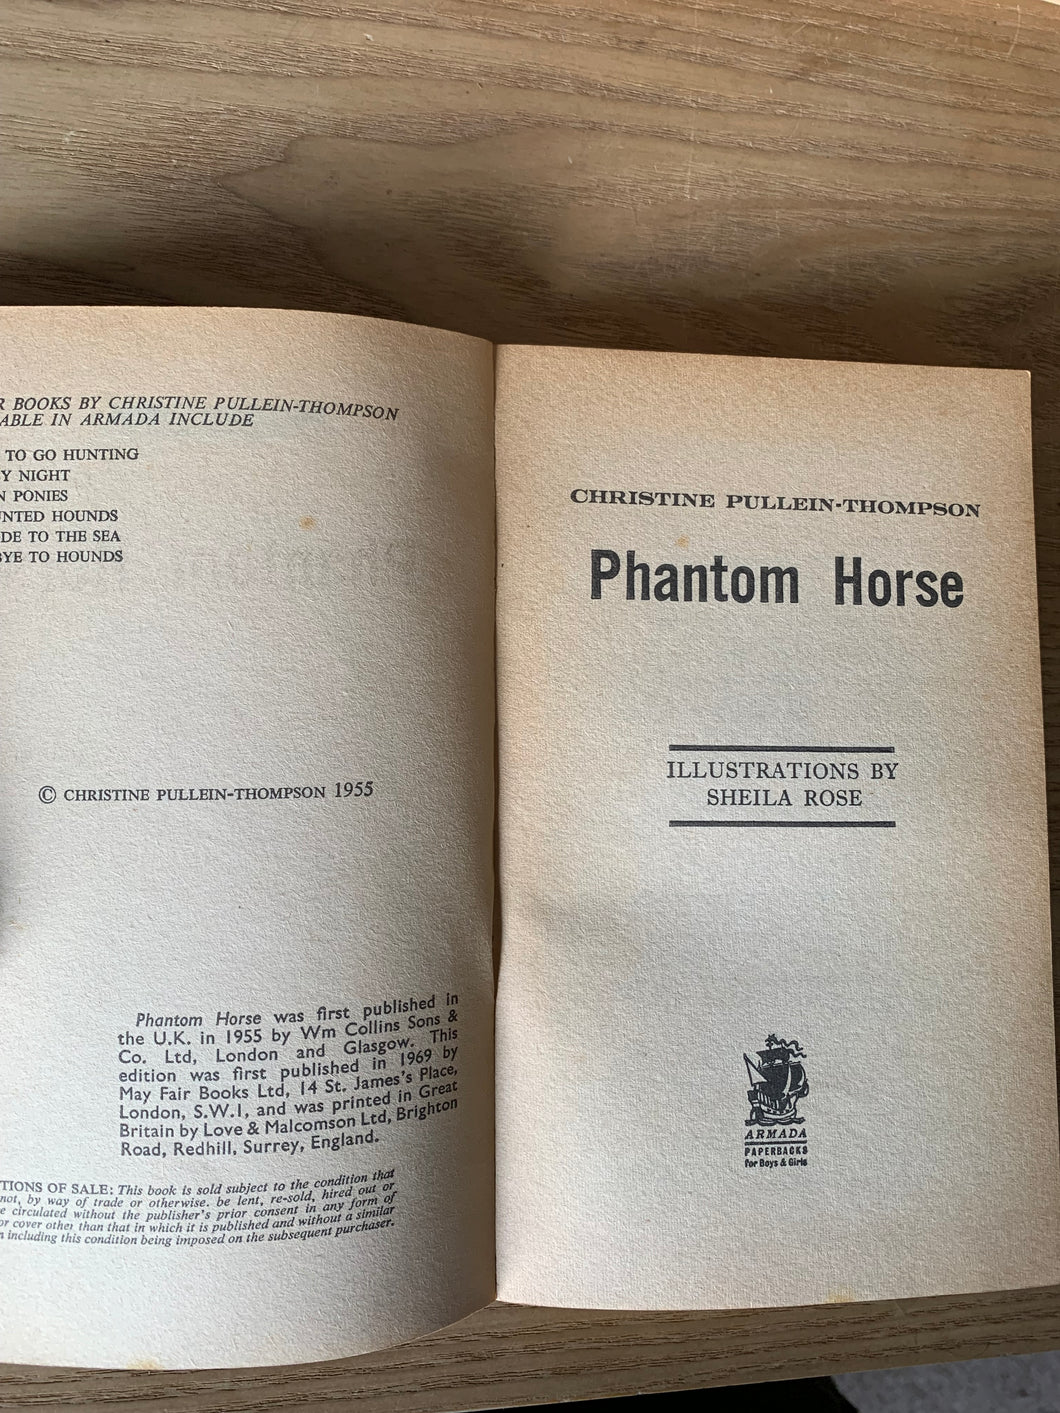 BOOKS BY CHRISTINE PULLEIN-THOMPSON
IN ARMADA INCLUDE
TO GO HUNTING
NIGHT
PONIES
HOUNDS
TO THE SEA
TO HOUNDS
© CHRISTINE PULLEIN-THOMPSON 1955
Phantom Horse was first published in
the U.K. in 1955 by Wm Collins Sons &
Co. Ltd, London and Glasgow. This
edition was first published in 1969 by
May Fair Books Ltd, 14 St. James's Place,
London, S.W.1, and was printed in Great
Britain by Love & Malcomson Ltd, Brighton
Road, Redhill, Surrey, England.
OF SALE: This book is sold subject to the condition that
not, by way of trade or otherwise. be lent, re-sold, hired out or
circulated without the publisher's prior consent in any form of
or cover other than that in which it is published and without a similar
including this condition being imposed on the subsequent purchaser.
CHRISTINE PULLEIN-THOMPSON
Phantom Horse
ILLUSTRATIONS BY
SHEILA ROSE
ARMADA
PAPERBACKS
for Boys & Girls